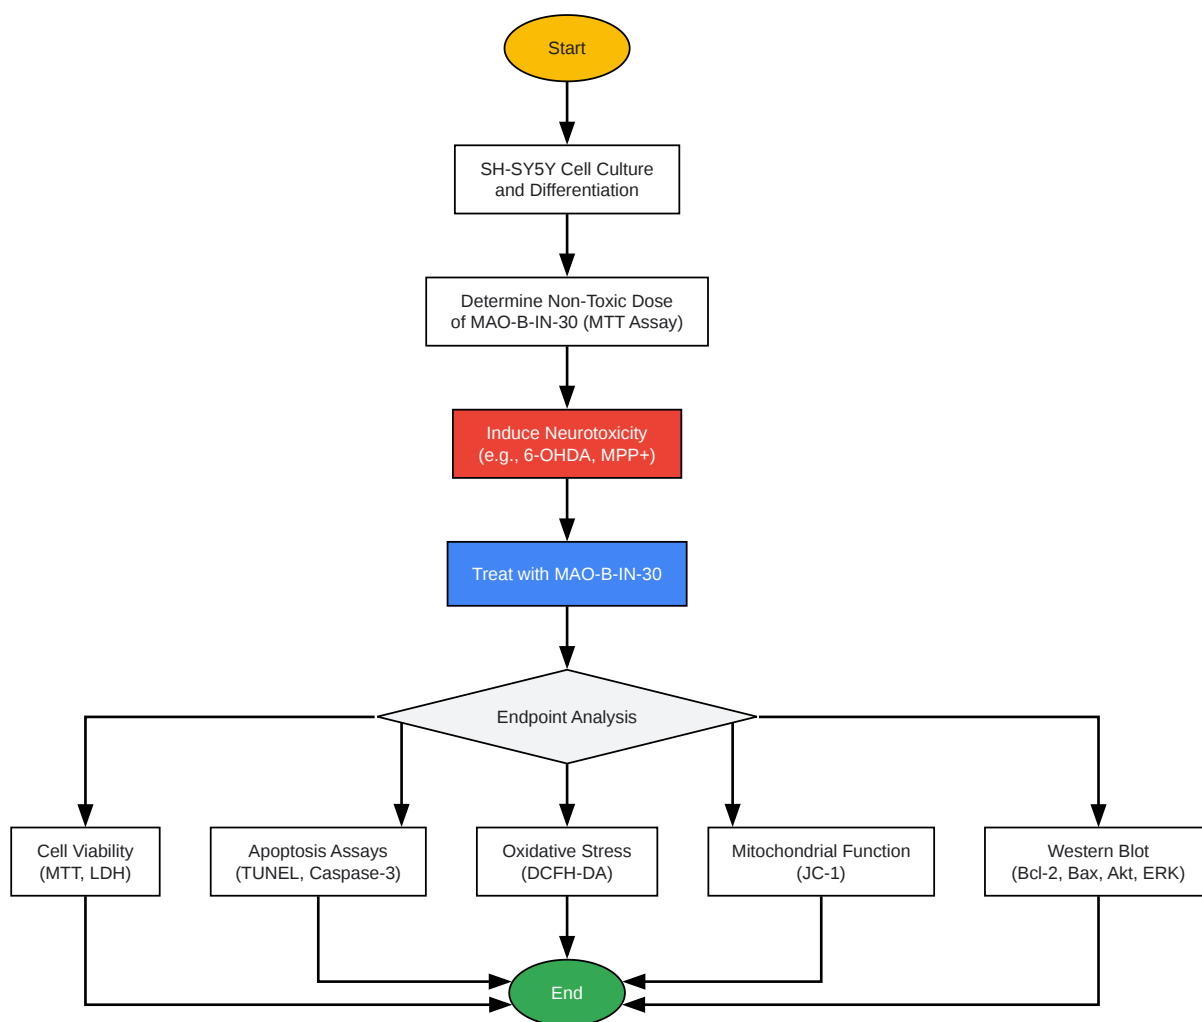 Start
SH-SY5Y Cell Culture
and Differentiation
Determine Non-Toxic Dose
of MAO-B-IN-30 (MTT Assay)
Induce Neurotoxicity
(e.g., 6-OHDA, MPP+)
Treat with MAO-B-IN-30
Endpoint Analysis
Cell Viability
(MTT, LDH)
Apoptosis Assays
(TUNEL, Caspase-3)
Oxidative Stress
(DCFH-DA)
Mitochondrial Function
(JC-1)
Western Blot
(Bcl-2, Bax, Akt, ERK)
End